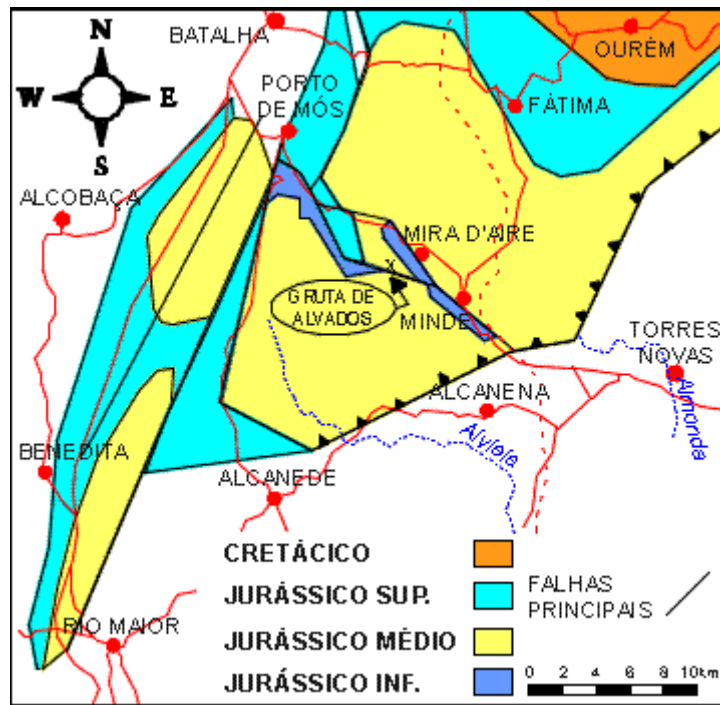 N
W
E
S
BATALHA
OURÉM
PORTO
DE MÓS
FÁTIMA
ALCOBAÇA
MIRA D'AIRE
X
GRUTA DE
ALVADOS
MINDE
TORRES
NOVAS
ALCANENA
Almonda
Alviela
BENEDITA
ALCANEDE
CRETÁCICO
JURÁSSICO SUP.
FALHAS
PRINCIPAIS
JURÁSSICO MÉDIO
RIO MAIOR
JURÁSSICO INF.
0 2 4 6 8 10km